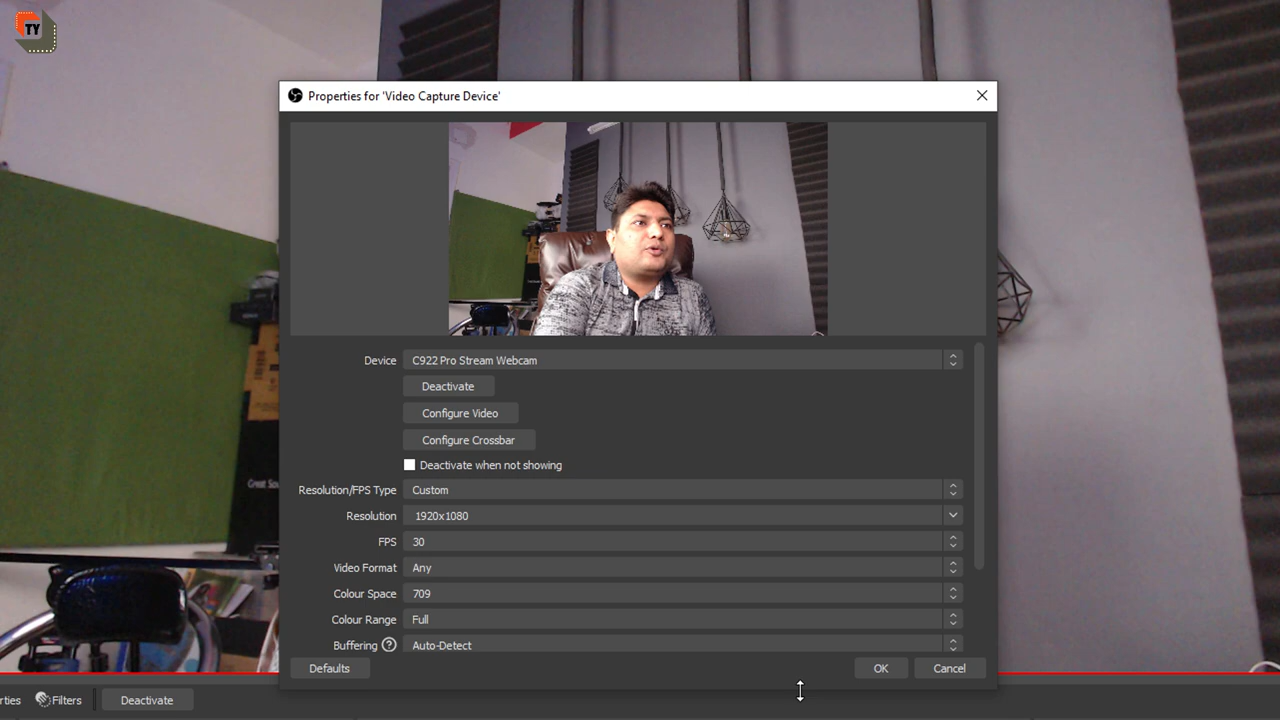 TY
Properties for 'Video Capture Device'
Device C922 Pro Stream Webcam
Deactivate
Configure Video
Configure Crossbar
Deactivate when not showing
Resolution/FPS Type Custom
Resolution 1920x1080
FPS 30
Video Format Any
Colour Space 709
Colour Range Full
Buffering ? Auto-Detect
Defaults OK Cancel
Great
rties Filters Deactivate